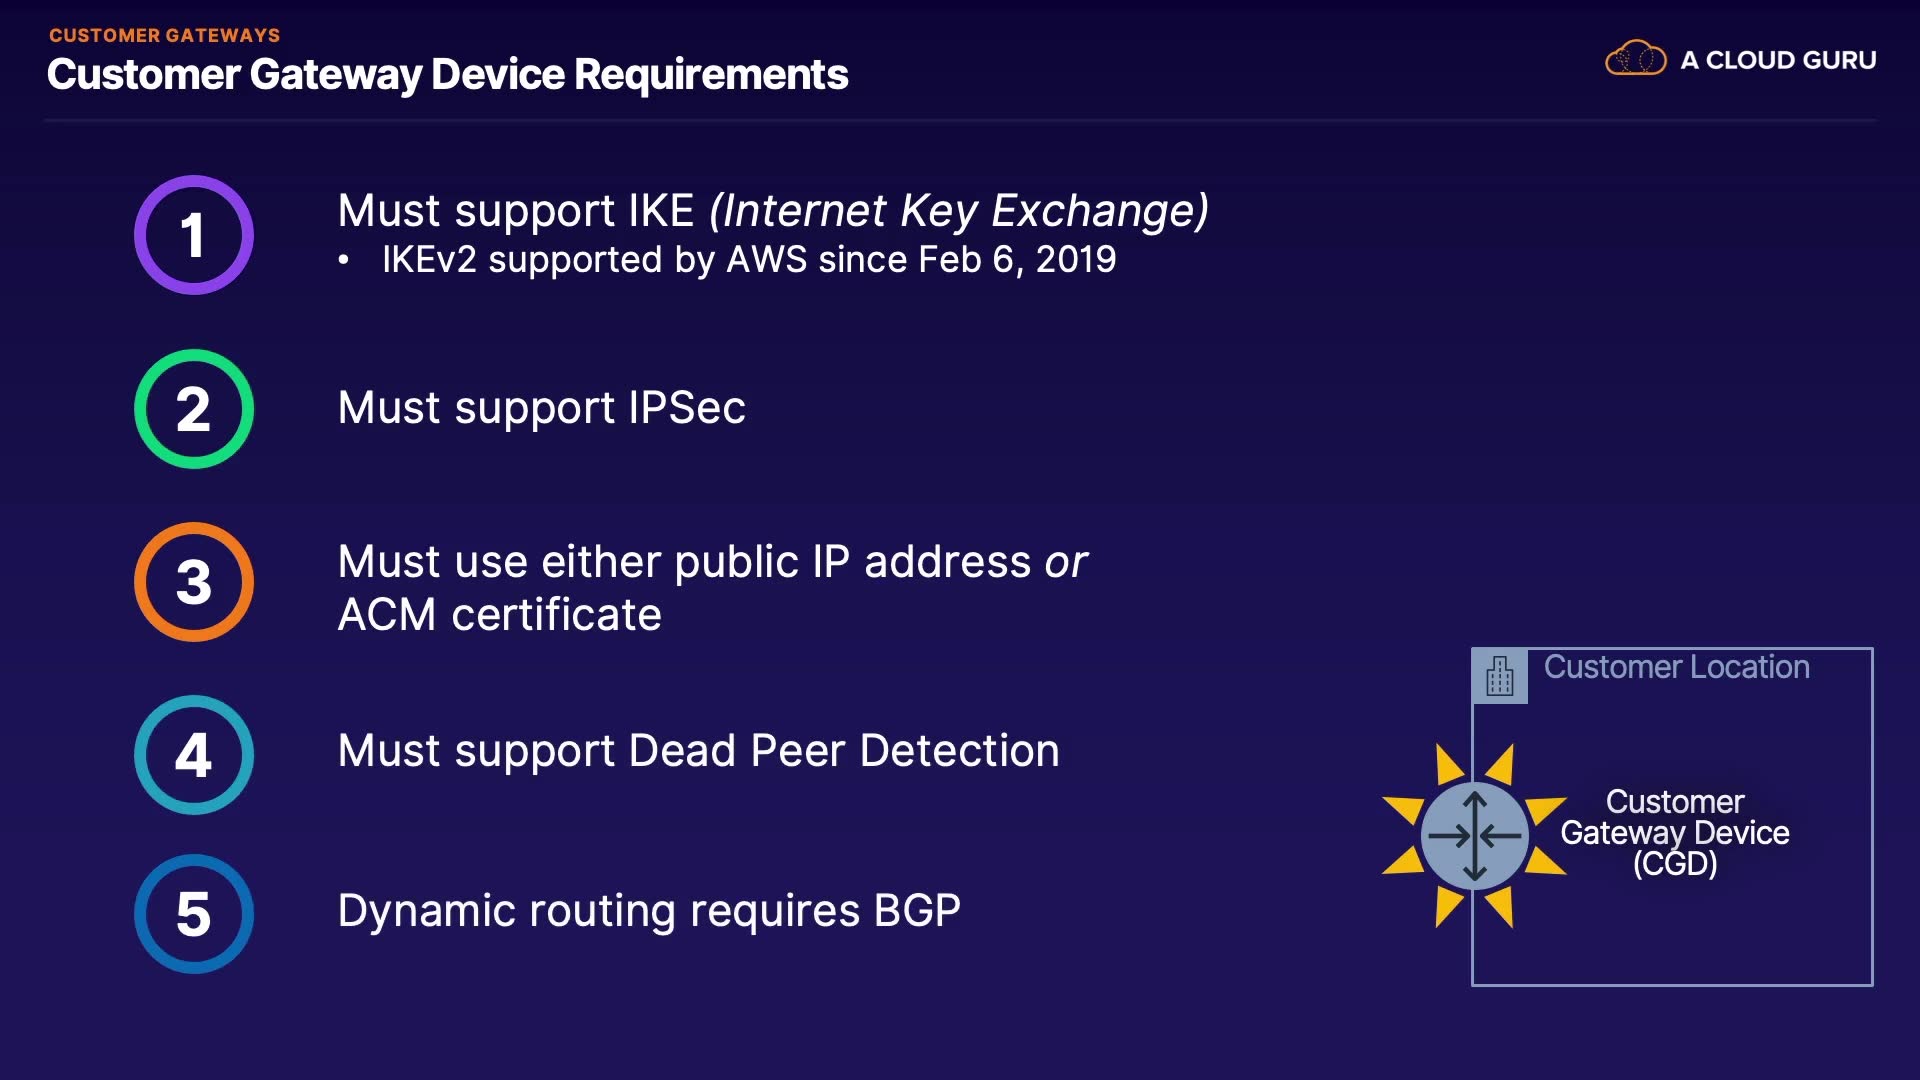 CUSTOMER GATEWAYS
Customer Gateway Device Requirements
A CLOUD GURU
1
Must support IKE (Internet Key Exchange)
• IKEv2 supported by AWS since Feb 6, 2019
2
Must support IPSec
3
Must use either public IP address or
ACM certificate
4
Must support Dead Peer Detection
5
Dynamic routing requires BGP
Customer Location
Customer
Gateway Device
(CGD)